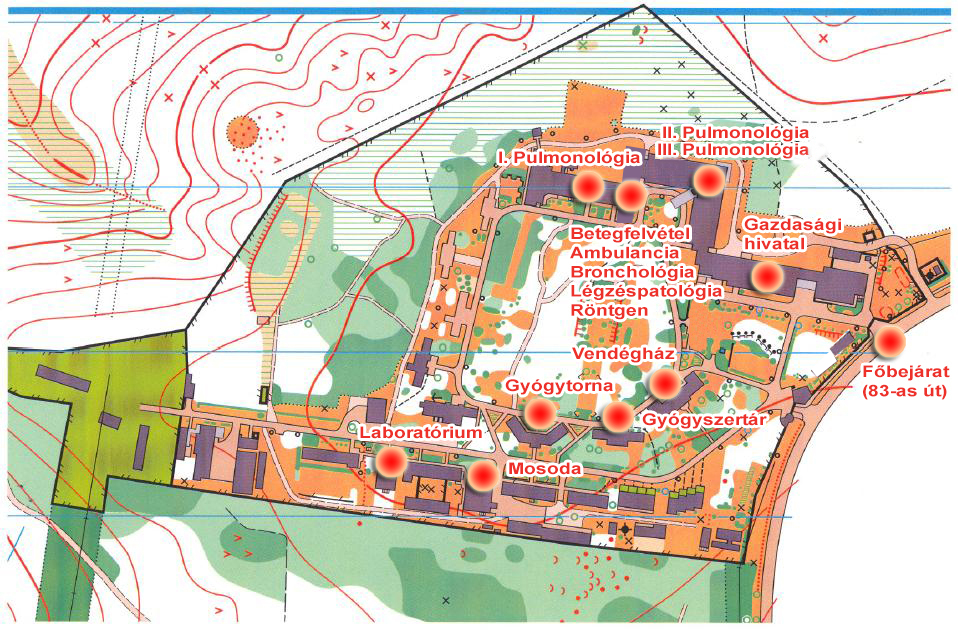 II. Pulmonológia
III. Pulmonológia
I. Pulmonológia
Gazdasági
hivatal
Betegfelvétel
Ambulancia
Bronchológia
Légzéspatológia
Röntgen
Vendégház
Főbejárat
(83-as út)
Gyógytorna
Gyógyszertár
Laboratórium
Mosoda